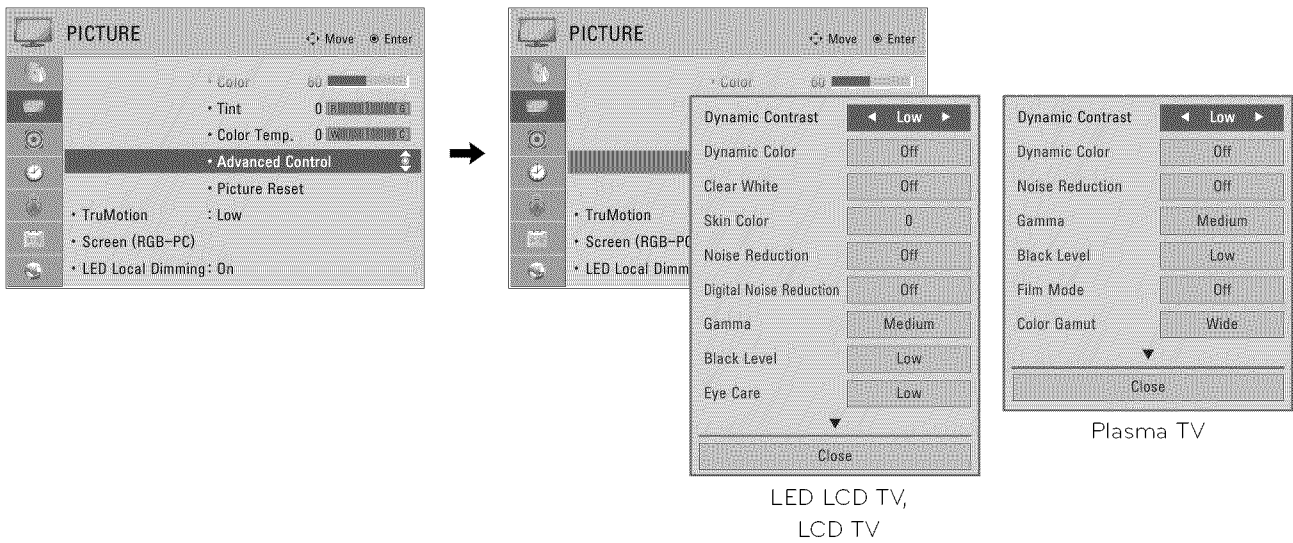 PICTURE
Move Enter
• Color 60
• Tint 0 R G
• Color Temp. 0 W C
• Advanced Control
• Picture Reset
• TruMotion : Low
• Screen (RGB-PC)
• LED Local Dimming : On
PICTURE
Move Enter
• Color 60
• TruMotion
• Screen (RGB-PC
• LED Local Dimm
Dynamic Contrast ◄ Low ►
Dynamic Color Off
Clear White Off
Skin Color 0
Noise Reduction Off
Digital Noise Reduction Off
Gamma Medium
Black Level Low
Eye Care Low
▼
Close
LED LCD TV,
LCD TV
Dynamic Contrast ◄ Low ►
Dynamic Color Off
Noise Reduction Off
Gamma Medium
Black Level Low
Film Mode Off
Color Gamut Wide
▼
Close
Plasma TV